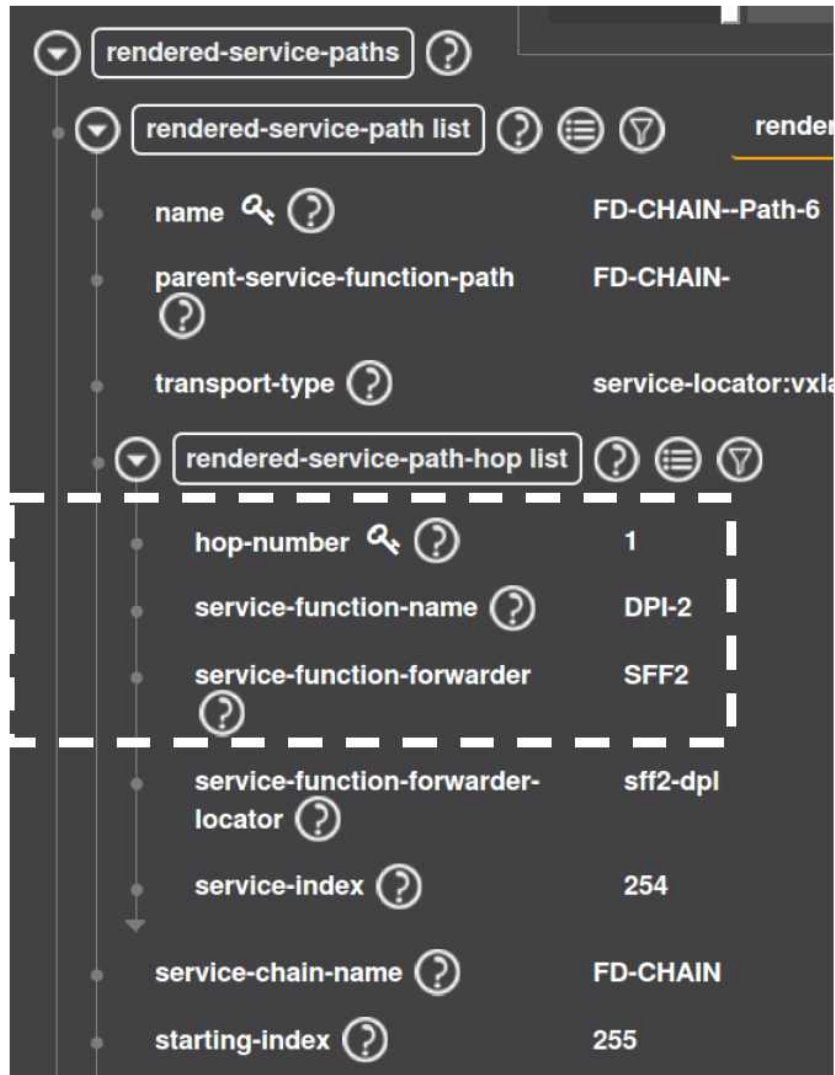 rendered-service-paths
rendered-service-path list
name FD-CHAIN--Path-6
parent-service-function-path FD-CHAIN-
transport-type service-locator:vxla
rendered-service-path-hop list
hop-number 1
service-function-name DPI-2
service-function-forwarder SFF2
service-function-forwarder- sff2-dpl
locator
service-index 254
service-chain-name FD-CHAIN
starting-index 255